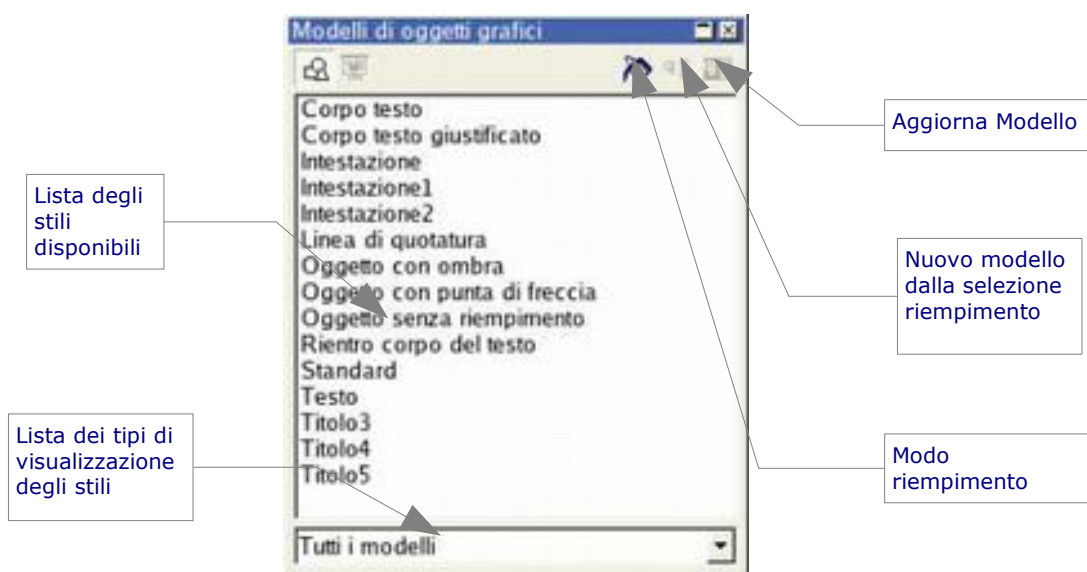 Modelli di oggetti grafici
Corpo testo
Corpo testo giustificato
Intestazione
Intestazione1
Intestazione2
Linea di quotatura
Oggetto con ombra
Oggetto con punta di freccia
Oggetto senza riempimento
Rientro corpo del testo
Standard
Testo
Titolo3
Titolo4
Titolo5
Tutti i modelli
Lista degli
stili
disponibili
Lista dei tipi di
visualizzazione
degli stili
Aggiorna Modello
Nuovo modello
dalla selezione
riempimento
Modo
riempimento